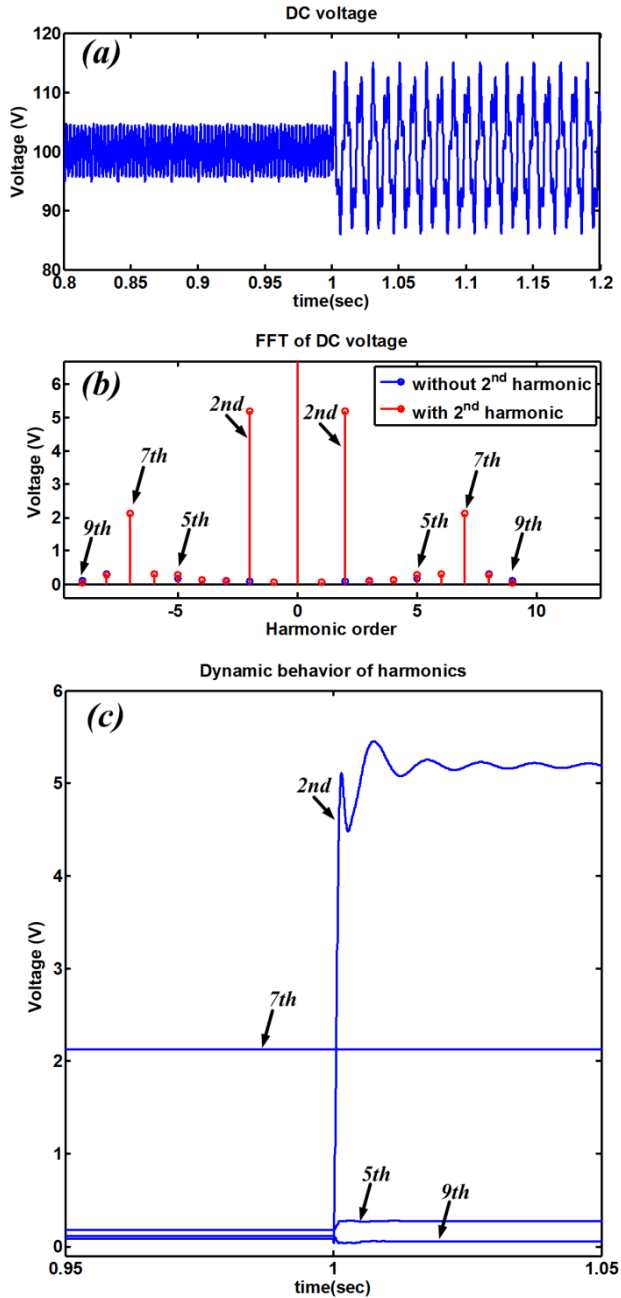 DC voltage
(a)
120
110
100
90
80
Voltage (V)
0.8 0.85 0.9 0.95 1 1.05 1.1 1.15 1.2
time(sec)
FFT of DC voltage
(b)
6
5
4
3
2
1
0
Voltage (V)
without 2nd harmonic
with 2nd harmonic
2nd
2nd
7th
7th
9th
5th
5th
9th
-5 0 5 10
Harmonic order
Dynamic behavior of harmonics
(c)
6
5
4
3
2
1
0
Voltage (V)
2nd
7th
5th
9th
0.95 1 1.05
time(sec)